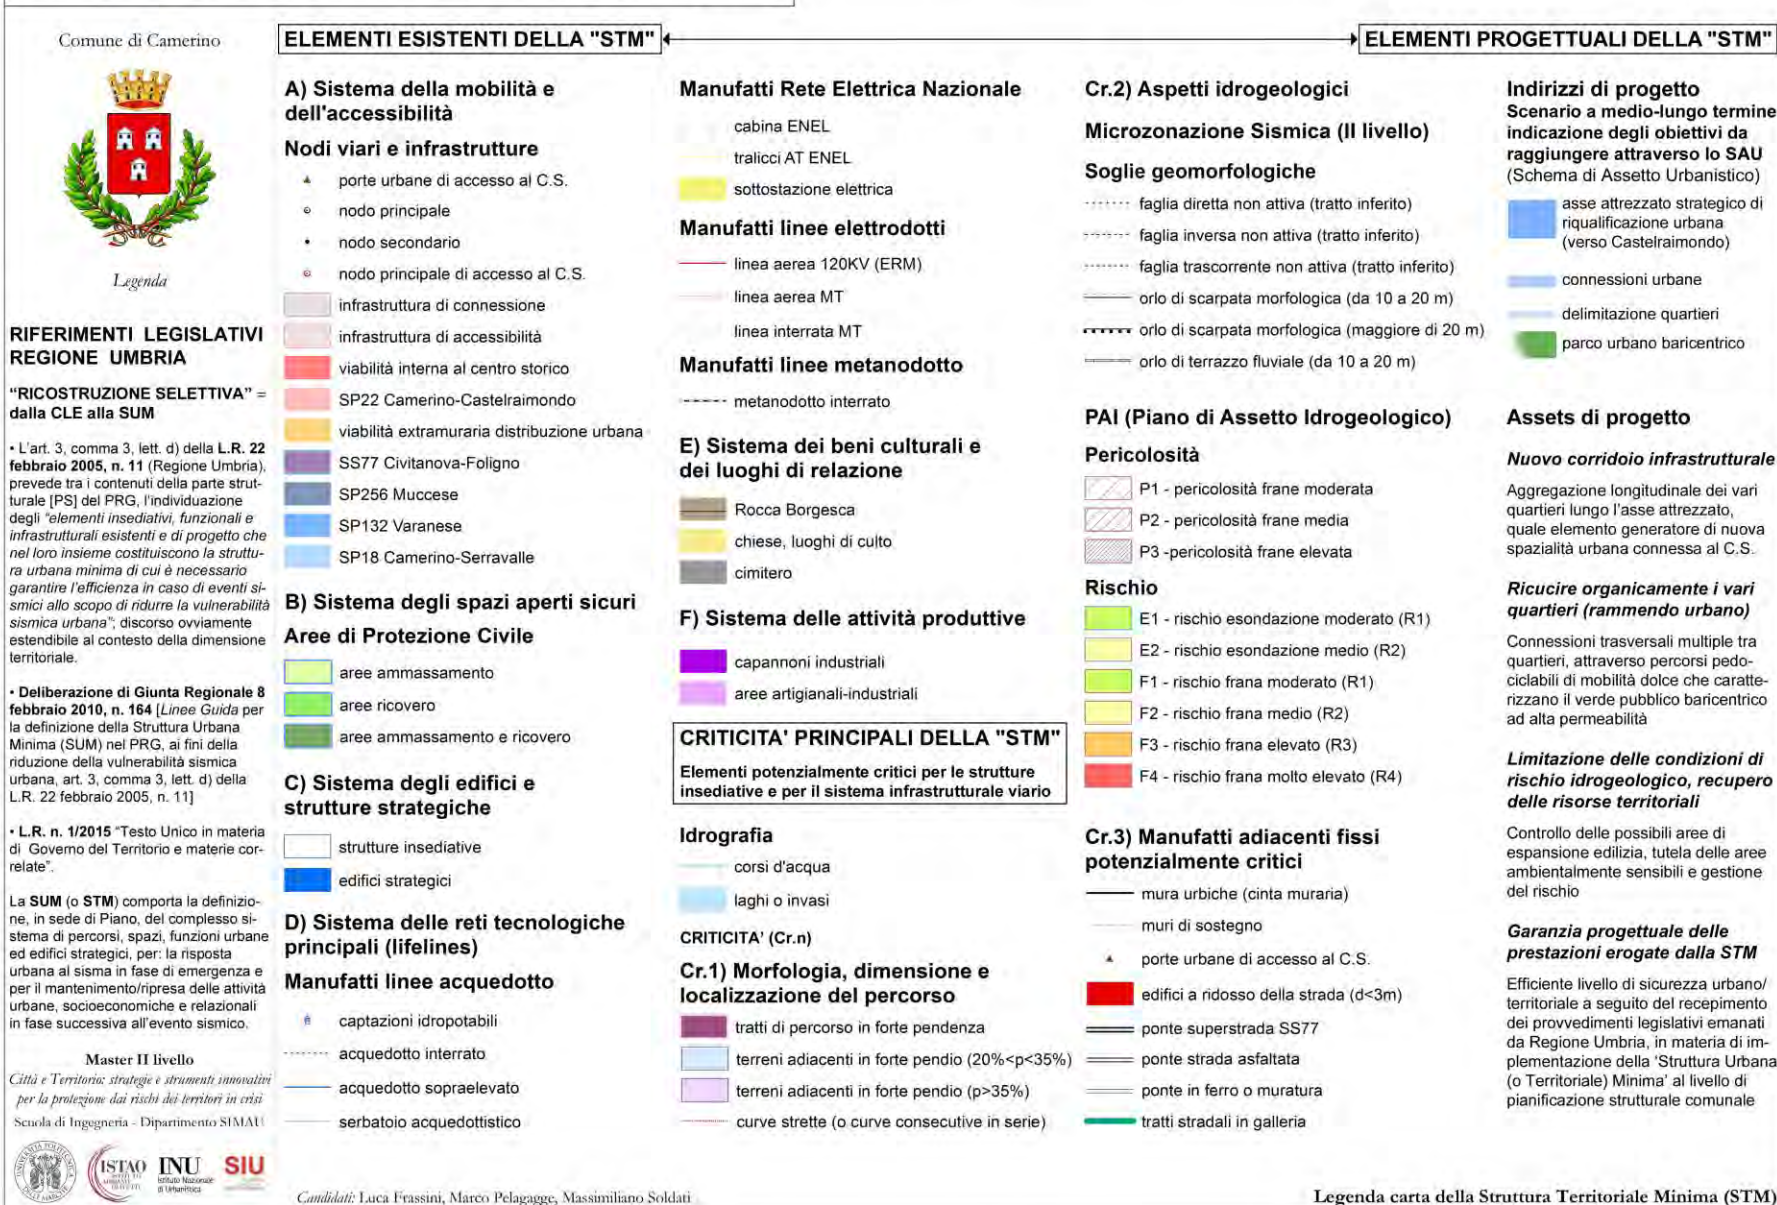 Comune di Camerino
Legenda
RIFERIMENTI LEGISLATIVI
REGIONE UMBRIA
“RICOSTRUZIONE SELETTIVA” =
dalla CLE alla SUM
• L'art. 3, comma 3, lett. d) della L.R. 22
febbraio 2005, n. 11 (Regione Umbria),
prevede tra i contenuti della parte strut-
turale [PS] del PRG, l'individuazione
degli “elementi insediativi, funzionali e
infrastrutturali esistenti e di progetto che
nel loro insieme costituiscono la struttu-
ra urbana minima di cui è necessario
garantire l'efficienza in caso di eventi si-
smici allo scopo di ridurre la vulnerabilità
sismica urbana”; discorso ovviamente
estendibile al contesto della dimensione
territoriale.
• Deliberazione di Giunta Regionale 8
febbraio 2010, n. 164 [Linee Guida per
la definizione della Struttura Urbana
Minima (SUM) nel PRG, ai fini della
riduzione della vulnerabilità sismica
urbana, art. 3, comma 3, lett. d) della
L.R. 22 febbraio 2005, n. 11]
• L.R. n. 1/2015 “Testo Unico in materia
di Governo del Territorio e materie cor-
relate”.
La SUM (o STM) comporta la definizio-
ne, in sede di Piano, del complesso si-
stema di percorsi, spazi, funzioni urbane
ed edifici strategici, per: la risposta
urbana al sisma in fase di emergenza e
per il mantenimento/ripresa delle attività
urbane, socioeconomiche e relazionali
in fase successiva all'evento sismico.
Master II livello
Città e Territorio: strategie e strumenti innovativi
per la protezione dai rischi dei territori in crisi
Scuola di Ingegneria - Dipartimento SIMAU
ISTAO
INU
Istituto Nazionale
di Urbanistica
SIU
ELEMENTI ESISTENTI DELLA "STM"
A) Sistema della mobilità e
dell'accessibilità
Nodi viari e infrastrutture
porte urbane di accesso al C.S.
nodo principale
nodo secondario
nodo principale di accesso al C.S.
infrastruttura di connessione
infrastruttura di accessibilità
viabilità interna al centro storico
SP22 Camerino-Castelraimondo
viabilità extramuraria distribuzione urbana
SS77 Civitanova-Foligno
SP256 Muccese
SP132 Varanese
SP18 Camerino-Serravalle
B) Sistema degli spazi aperti sicuri
Aree di Protezione Civile
aree ammassamento
aree ricovero
aree ammassamento e ricovero
C) Sistema degli edifici e
strutture strategiche
strutture insediative
edifici strategici
D) Sistema delle reti tecnologiche
principali (lifelines)
Manufatti linee acquedotto
captazioni idropotabili
acquedotto interrato
acquedotto sopraelevato
serbatoio acquedottistico
Candidati: Luca Frassini, Marco Pelagagge, Massimiliano Soldati
Manufatti Rete Elettrica Nazionale
cabina ENEL
tralicci AT ENEL
sottostazione elettrica
Manufatti linee elettrodotti
linea aerea 120KV (ERM)
linea aerea MT
linea interrata MT
Manufatti linee metanodotto
metanodotto interrato
E) Sistema dei beni culturali e
dei luoghi di relazione
Rocca Borgesca
chiese, luoghi di culto
cimitero
F) Sistema delle attività produttive
capannoni industriali
aree artigianali-industriali
CRITICITA' PRINCIPALI DELLA "STM"
Elementi potenzialmente critici per le strutture
insediative e per il sistema infrastrutturale viario
Idrografia
corsi d'acqua
laghi o invasi
CRITICITA' (Cr.n)
Cr.1) Morfologia, dimensione e
localizzazione del percorso
tratti di percorso in forte pendenza
terreni adiacenti in forte pendio (20%<p<35%)
terreni adiacenti in forte pendio (p>35%)
curve strette (o curve consecutive in serie)
Cr.2) Aspetti idrogeologici
Microzonazione Sismica (II livello)
Soglie geomorfologiche
faglia diretta non attiva (tratto inferito)
faglia inversa non attiva (tratto inferito)
faglia trascorrente non attiva (tratto inferito)
orlo di scarpata morfologica (da 10 a 20 m)
orlo di scarpata morfologica (maggiore di 20 m)
orlo di terrazzo fluviale (da 10 a 20 m)
PAI (Piano di Assetto Idrogeologico)
Pericolosità
P1 - pericolosità frane moderata
P2 - pericolosità frane media
P3 -pericolosità frane elevata
Rischio
E1 - rischio esondazione moderato (R1)
E2 - rischio esondazione medio (R2)
F1 - rischio frana moderato (R1)
F2 - rischio frana medio (R2)
F3 - rischio frana elevato (R3)
F4 - rischio frana molto elevato (R4)
Cr.3) Manufatti adiacenti fissi
potenzialmente critici
mura urbiche (cinta muraria)
muri di sostegno
porte urbane di accesso al C.S.
edifici a ridosso della strada (d<3m)
ponte superstrada SS77
ponte strada asfaltata
ponte in ferro o muratura
tratti stradali in galleria
ELEMENTI PROGETTUALI DELLA "STM"
Indirizzi di progetto
Scenario a medio-lungo termine
indicazione degli obiettivi da
raggiungere attraverso lo SAU
(Schema di Assetto Urbanistico)
asse attrezzato strategico di
riqualificazione urbana
(verso Castelraimondo)
connessioni urbane
delimitazione quartieri
parco urbano baricentrico
Assets di progetto
Nuovo corridoio infrastrutturale
Aggregazione longitudinale dei vari
quartieri lungo l'asse attrezzato,
quale elemento generatore di nuova
spazialità urbana connessa al C.S.
Ricucire organicamente i vari
quartieri (rammendo urbano)
Connessioni trasversali multiple tra
quartieri, attraverso percorsi pedo-
ciclabili di mobilità dolce che caratte-
rizzano il verde pubblico baricentrico
ad alta permeabilità
Limitazione delle condizioni di
rischio idrogeologico, recupero
delle risorse territoriali
Controllo delle possibili aree di
espansione edilizia, tutela delle aree
ambientalmente sensibili e gestione
del rischio
Garanzia progettuale delle
prestazioni erogate dalla STM
Efficiente livello di sicurezza urbano/
territoriale a seguito del recepimento
dei provvedimenti legislativi emanati
da Regione Umbria, in materia di im-
plementazione della ‘Struttura Urbana
(o Territoriale) Minima’ al livello di
pianificazione strutturale comunale
Legenda carta della Struttura Territoriale Minima (STM)